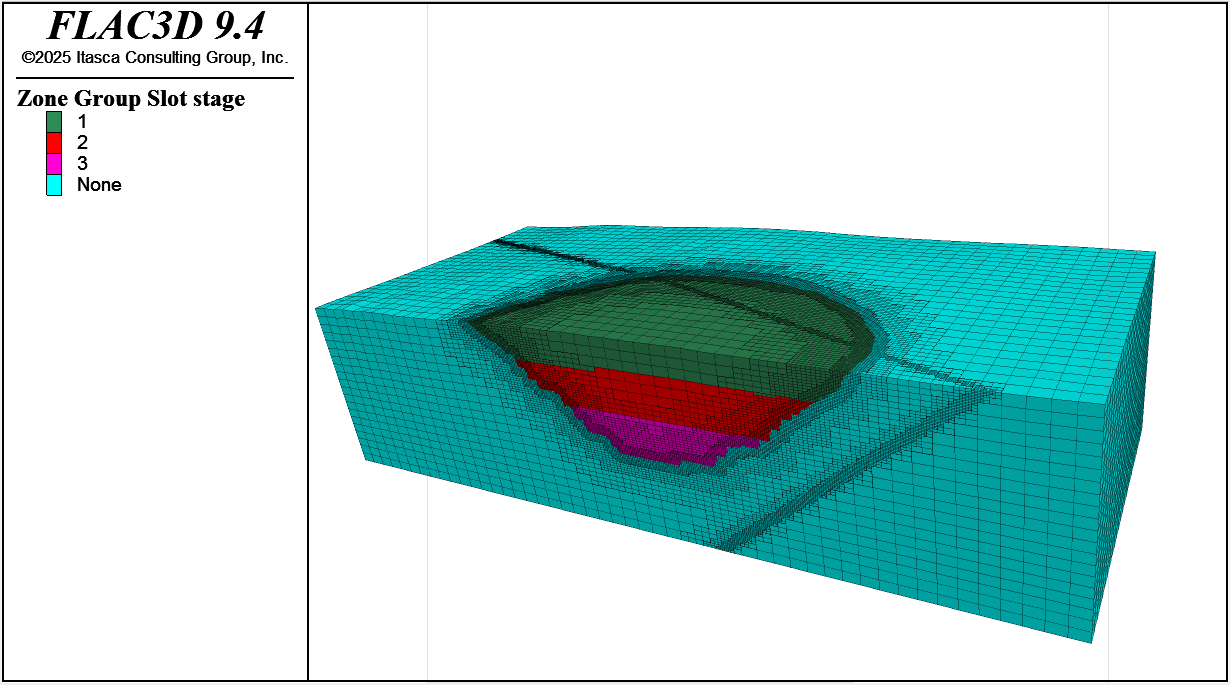 FLAC3D 9.4
©2025 Itasca Consulting Group, Inc.
Zone Group Slot stage
1
2
3
None